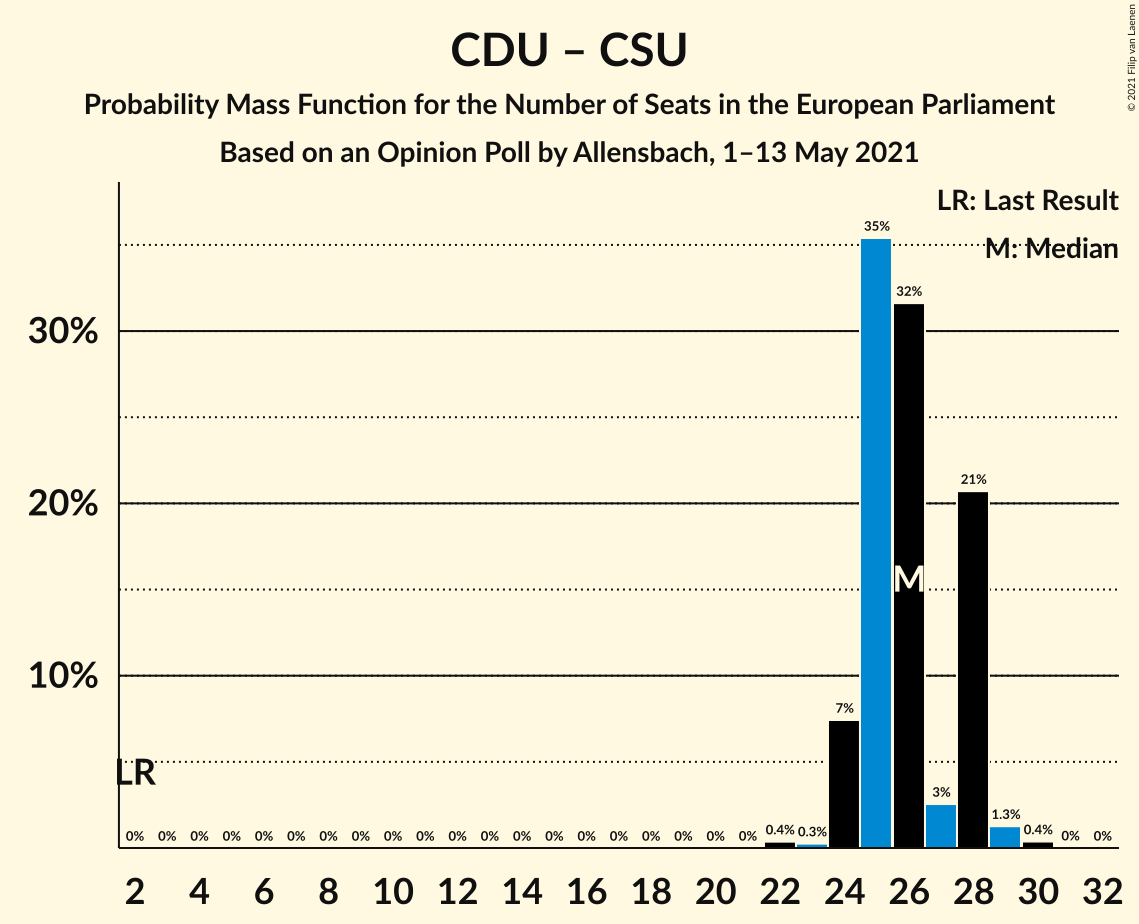 CDU – CSU
Probability Mass Function for the Number of Seats in the European Parliament
Based on an Opinion Poll by Allensbach, 1–13 May 2021
© 2021 Filip van Laenen
LR: Last Result
M: Median
30%
20%
10%
35%
32%
21%
7%
3%
1.3%
0.4%
0.3%
0.4%
M
LR
0% 0% 0% 0% 0% 0% 0% 0% 0% 0% 0% 0% 0% 0% 0% 0% 0% 0% 0% 0% 0% 0%
2 4 6 8 10 12 14 16 18 20 22 24 26 28 30 32